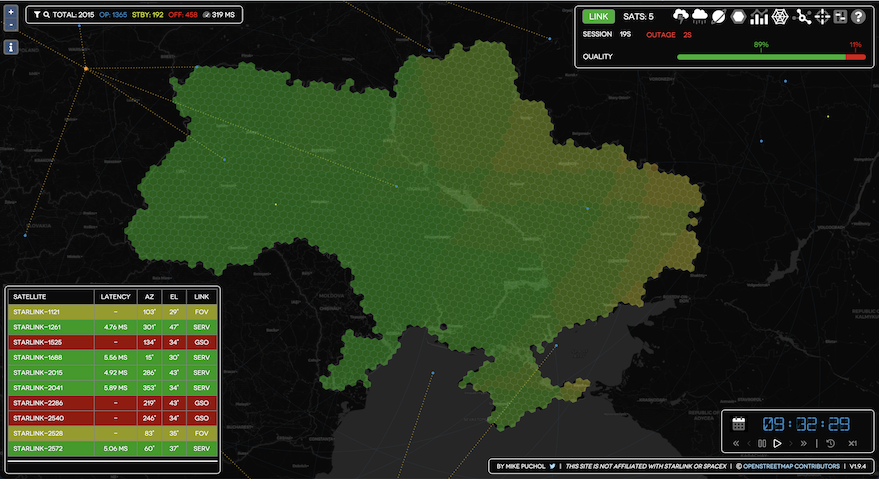 +
-
i
TOTAL: 2015 OP: 1365 STBY: 192 OFF: 458 319 MS
LINK SATS: 5
SESSION 19S OUTAGE 2S
89% 11%
QUALITY
SATELLITE LATENCY AZ EL LINK
STARLINK-1121 – 103° 29° FOV
STARLINK-1261 4.76 MS 301° 47° SERV
STARLINK-1525 – 134° 34° GSO
STARLINK-1688 5.56 MS 15° 30° SERV
STARLINK-2015 4.92 MS 286° 43° SERV
STARLINK-2041 5.89 MS 353° 34° SERV
STARLINK-2286 – 219° 43° GSO
STARLINK-2540 – 246° 34° GSO
STARLINK-2528 – 83° 35° FOV
STARLINK-2572 5.06 MS 60° 37° SERV
09:32:29
×1
BY MIKE PUCHOL | THIS SITE IS NOT AFFILIATED WITH STARLINK OR SPACEX | © OPENSTREETMAP CONTRIBUTORS | V1.9.4